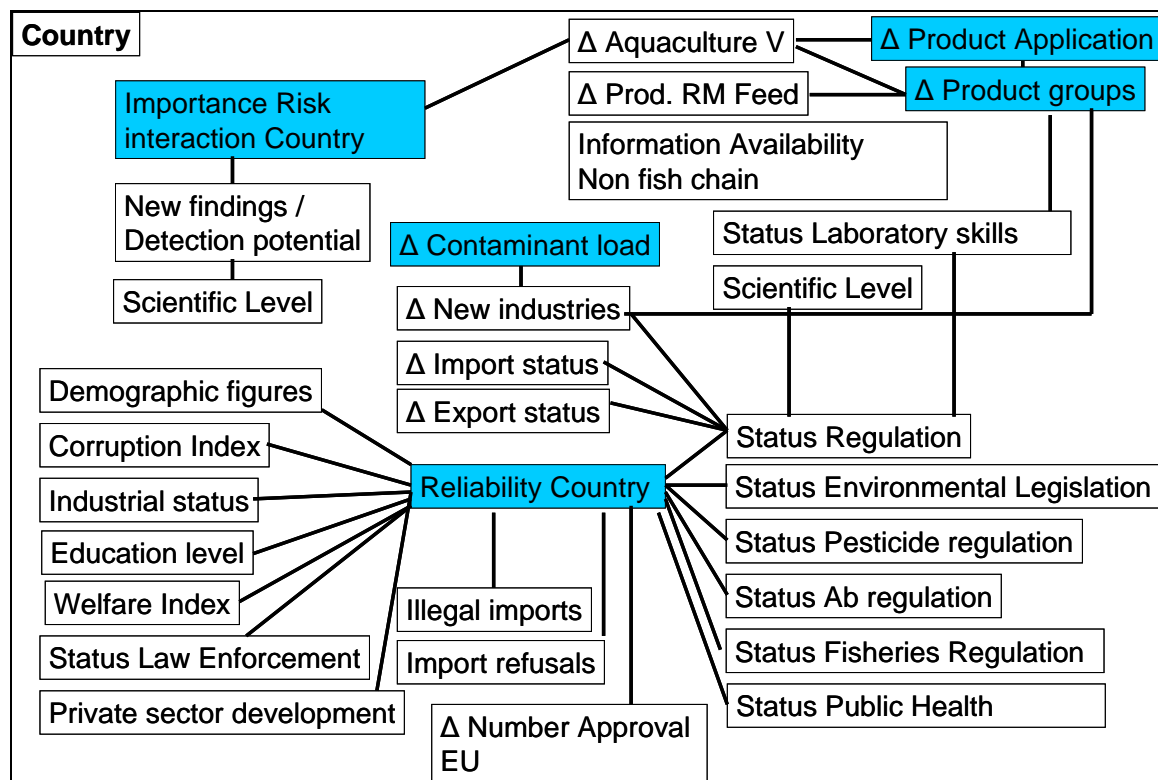 Country
Δ Aquaculture V
Δ Product Application
Δ Prod. RM Feed
Δ Product groups
Importance Risk
interaction Country
Information Availability
Non fish chain
New findings /
Detection potential
Δ Contaminant load
Status Laboratory skills
Scientific Level
Δ New industries
Scientific Level
Δ Import status
Δ Export status
Demographic figures
Corruption Index
Industrial status
Education level
Welfare Index
Status Law Enforcement
Private sector development
Reliability Country
Illegal imports
Import refusals
Δ Number Approval
EU
Status Regulation
Status Environmental Legislation
Status Pesticide regulation
Status Ab regulation
Status Fisheries Regulation
Status Public Health